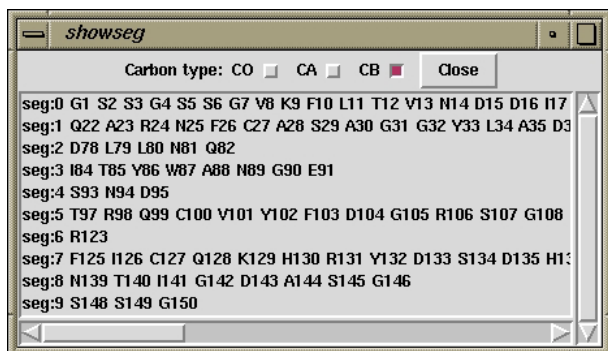 showseg
Carbon type: CO CA CB Close
seg:0 G1 S2 S3 G4 S5 S6 G7 V8 K9 F10 L11 T12 V13 N14 D15 D16 I17
seg:1 Q22 A23 R24 N25 F26 C27 A28 S29 A30 G31 G32 Y33 L34 A35 D3
seg:2 D78 L79 L80 N81 Q82
seg:3 I84 T85 Y86 W87 A88 N89 G90 E91
seg:4 S93 N94 D95
seg:5 T97 R98 Q99 C100 V101 Y102 F103 D104 G105 R106 S107 G108
seg:6 R123
seg:7 F125 I126 C127 Q128 K129 H130 R131 Y132 D133 S134 D135 H13
seg:8 N139 T140 I141 G142 D143 A144 S145 G146
seg:9 S148 S149 G150